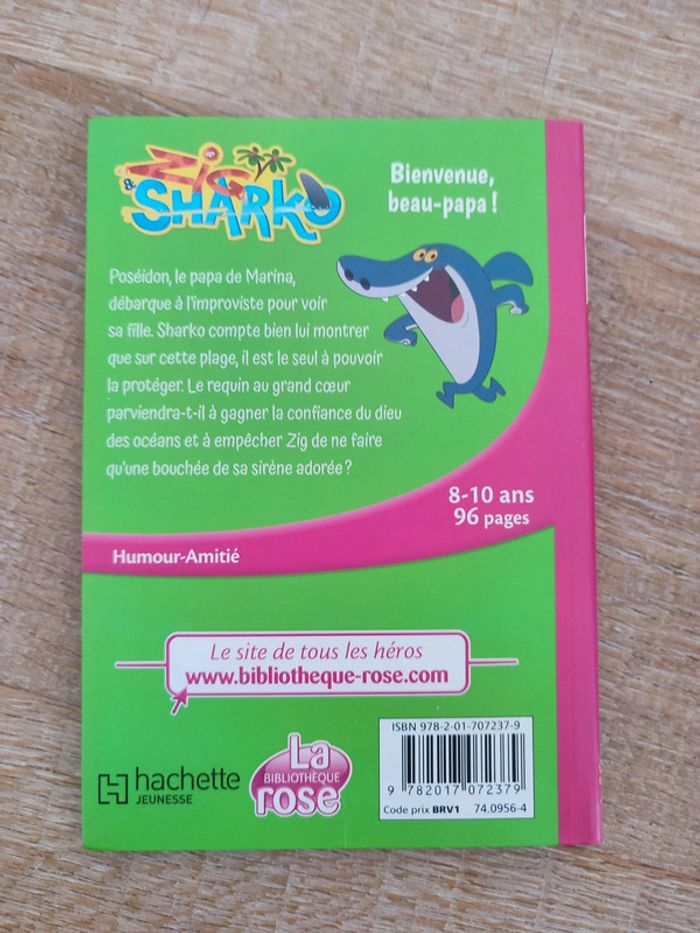 Zig
& SHARKO
Bienvenue,
beau-papa !
Poséidon, le papa de Marina,
débarque à l'improviste pour voir
sa fille. Sharko compte bien lui montrer
que sur cette plage, il est le seul à pouvoir
la protéger. Le requin au grand cœur
parviendra-t-il à gagner la confiance du dieu
des océans et à empêcher Zig de ne faire
qu'une bouchée de sa sirène adorée ?
8-10 ans
96 pages
Humour-Amitié
Le site de tous les héros
www.bibliotheque-rose.com
hachette
JEUNESSE
La
BIBLIOTHÈQUE
rose
ISBN 978-2-01-707237-9
9 782017 072379
Code prix BRV1 74.0956-4